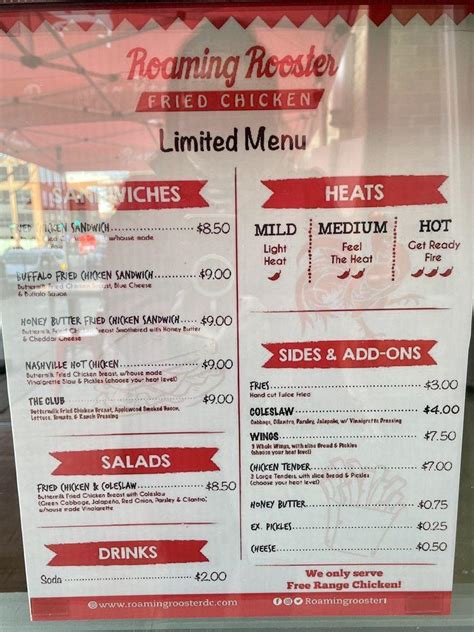 Roaming Rooster
FRIED CHICKEN
Limited Menu
SANDWICHES
FRIED CHICKEN SANDWICH $8.50
w/house made
BUFFALO FRIED CHICKEN SANDWICH $9.00
Buttermilk Fried Chicken Breast, Blue Cheese
& Buffalo Sauce
HONEY BUTTER FRIED CHICKEN SANDWICH $9.00
Buttermilk Fried Chicken Breast Smothered with Honey Butter
& Cheddar Cheese
NASHVILLE HOT CHICKEN $9.00
Buttermilk Fried Chicken Breast, w/house made
Vinaigrette Slaw & Pickles (choose your heat level)
THE CLUB $9.00
Buttermilk Fried Chicken Breast, Applewood Smoked Bacon,
Lettuce, Tomato, & Ranch Dressing
SALADS
FRIED CHICKEN & COLESLAW $8.50
Buttermilk Fried Chicken Breast with Coleslaw
(Green Cabbage, Jalapeño, Red Onion, Parsley & Cilantro,
w/house made Vinaigrette
DRINKS
Soda $2.00
HEATS
MILD MEDIUM HOT
Light Feel Get Ready
Heat The Heat Fire
SIDES & ADD-ONS
FRIES $3.00
Hand cut Twice Fried
COLESLAW $4.00
Cabbage, Cilantro, Parsley, Jalapeño, w/ Vinaigrette Dressing
WINGS $7.50
3 Whole Wings, with slice Bread & Pickles
(choose your heat level)
CHICKEN TENDER $7.00
3 Large Tenders, with slice Bread & Pickles
(choose your heat level)
HONEY BUTTER $0.75
EX. PICKLES $0.25
CHEESE $0.50
We only serve
Free Range Chicken!
www.roamingroosterdc.com Roamingrooster1